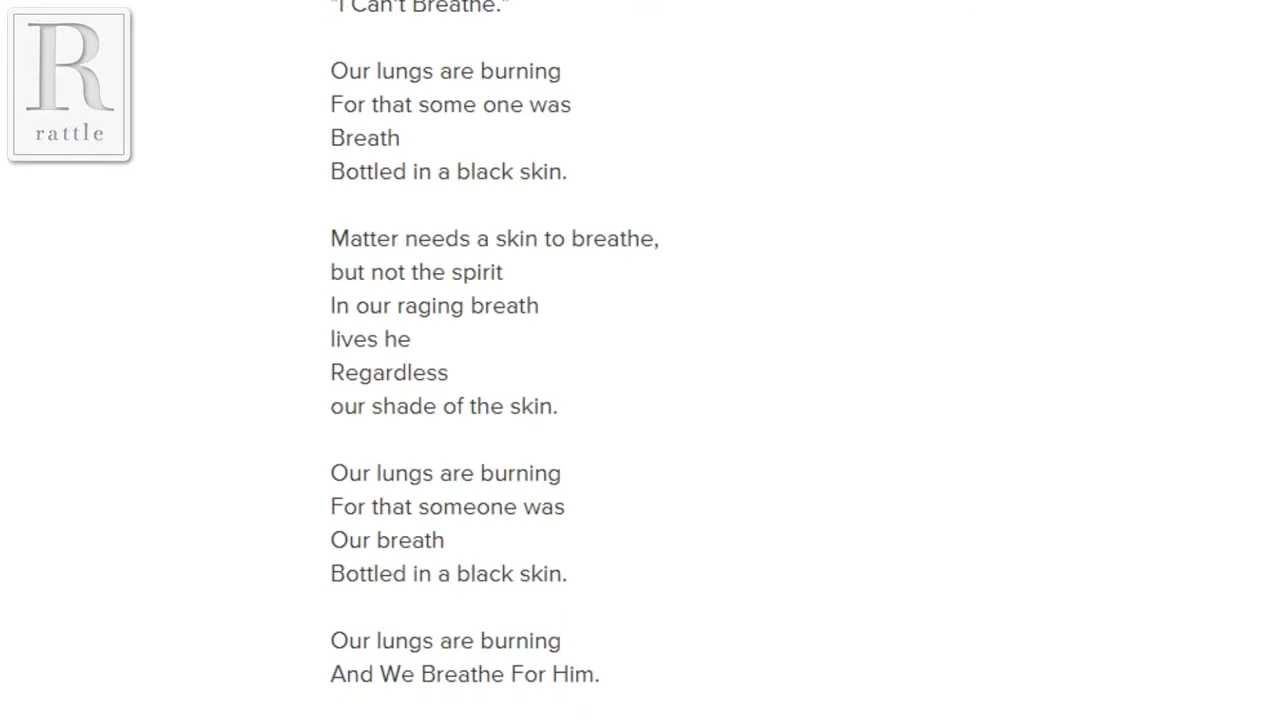 "I Can't Breathe."
R
rattle
Our lungs are burning
For that some one was
Breath
Bottled in a black skin.
Matter needs a skin to breathe,
but not the spirit
In our raging breath
lives he
Regardless
our shade of the skin.
Our lungs are burning
For that someone was
Our breath
Bottled in a black skin.
Our lungs are burning
And We Breathe For Him.